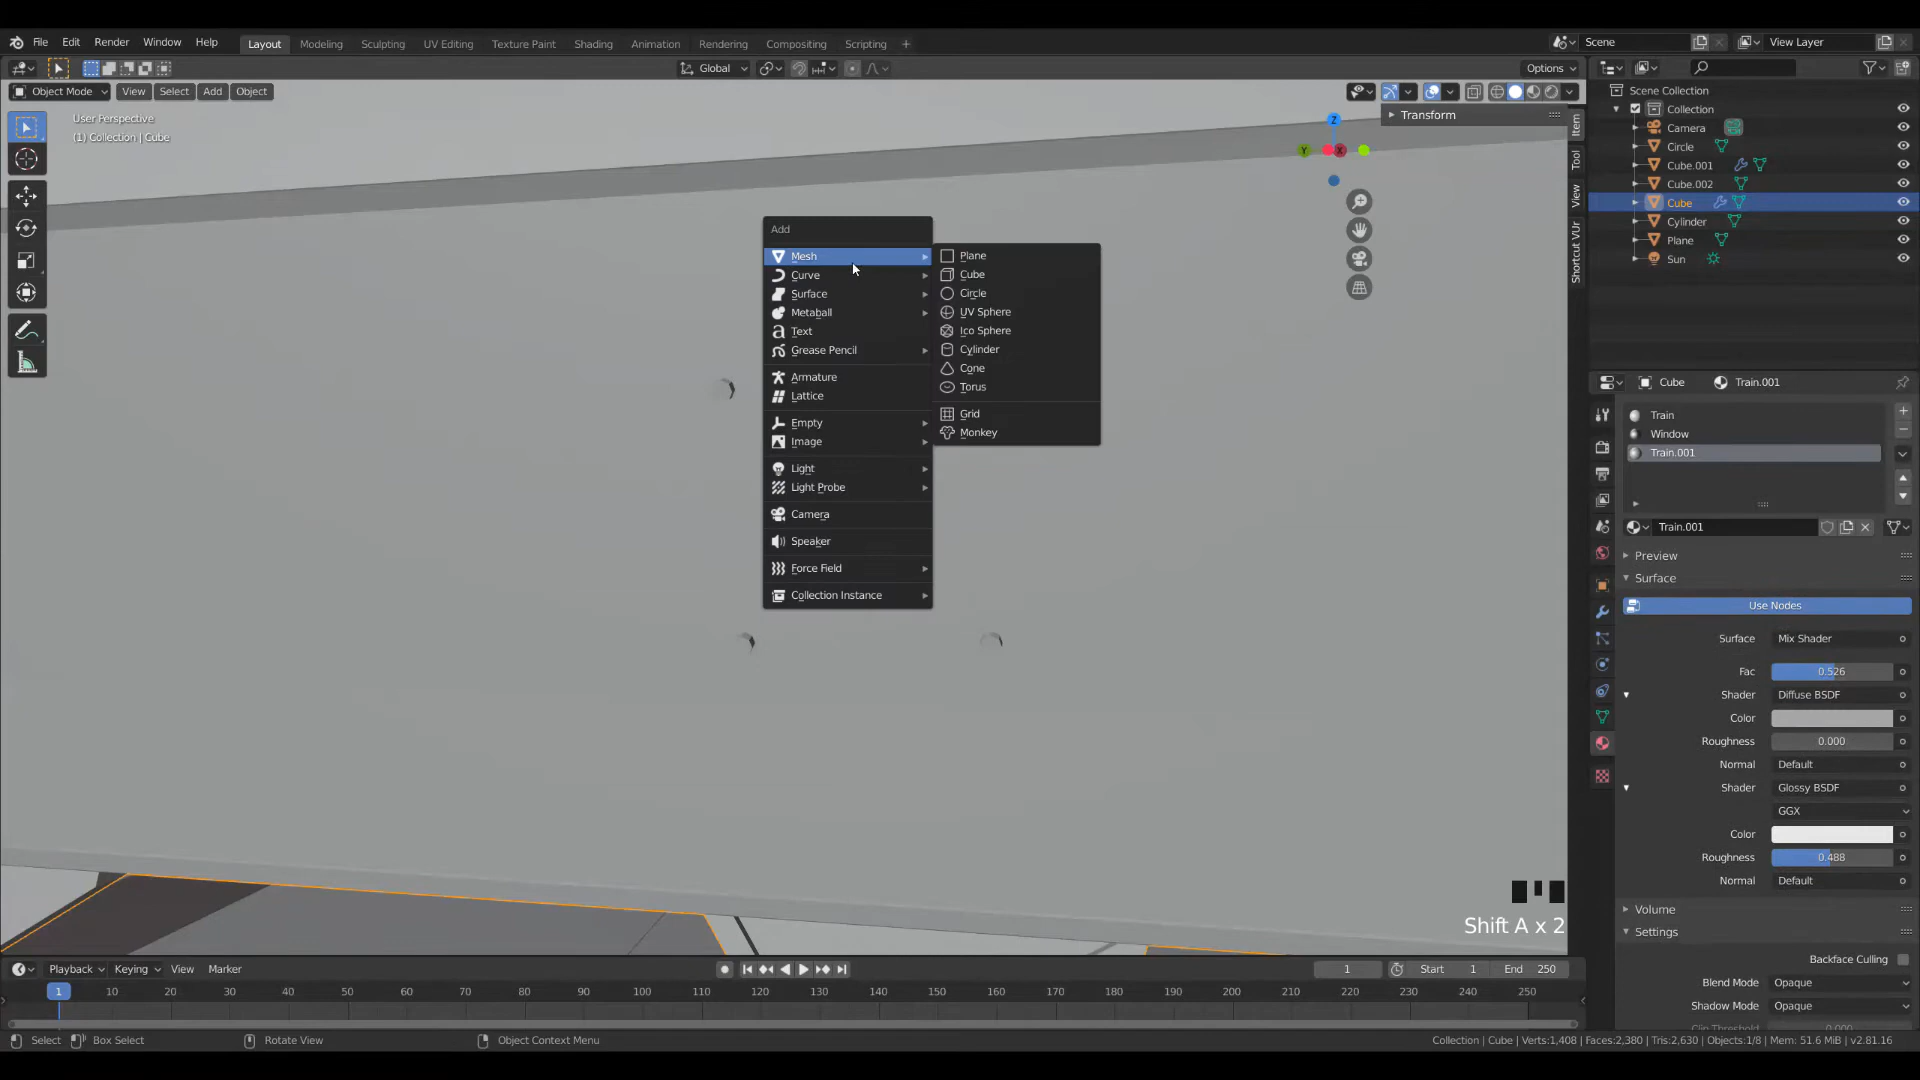 File Edit Render Window Help Layout Modeling Sculpting UV Editing Texture Paint Shading Animation Rendering Compositing Scripting + Scene View Layer
Global Options
Object Mode View Select Add Object
User Perspective
(1) Collection | Cube
Transform
Z
Y
X
Item
Tool
View
Shortcut VUr
Add
Mesh
Curve
Surface
Metaball
Text
Grease Pencil
Armature
Lattice
Empty
Image
Light
Light Probe
Camera
Speaker
Force Field
Collection Instance
Plane
Cube
Circle
UV Sphere
Ico Sphere
Cylinder
Cone
Torus
Grid
Monkey
Scene Collection
Collection
Camera
Circle
Cube.001
Cube.002
Cube
Cylinder
Plane
Sun
Cube Train.001
Train
Window
Train.001
Train.001
Preview
Surface
Use Nodes
Surface Mix Shader
Fac 0.526
Shader Diffuse BSDF
Color
Roughness 0.000
Normal Default
Shader Glossy BSDF
GGX
Color
Roughness 0.488
Normal Default
Volume
Settings
Backface Culling
Blend Mode Opaque
Shadow Mode Opaque
Clip Threshold 0.000
Shift A x 2
Playback Keying View Marker 1 Start 1 End 250
1 10 20 30 40 50 60 70 80 90 100 110 120 130 140 150 160 170 180 190 200 210 220 230 240 250
Select Box Select Rotate View Object Context Menu Collection | Cube | Verts:1,408 | Faces:2,380 | Tris:2,630 | Objects:1/8 | Mem: 51.6 MiB | v2.81.16